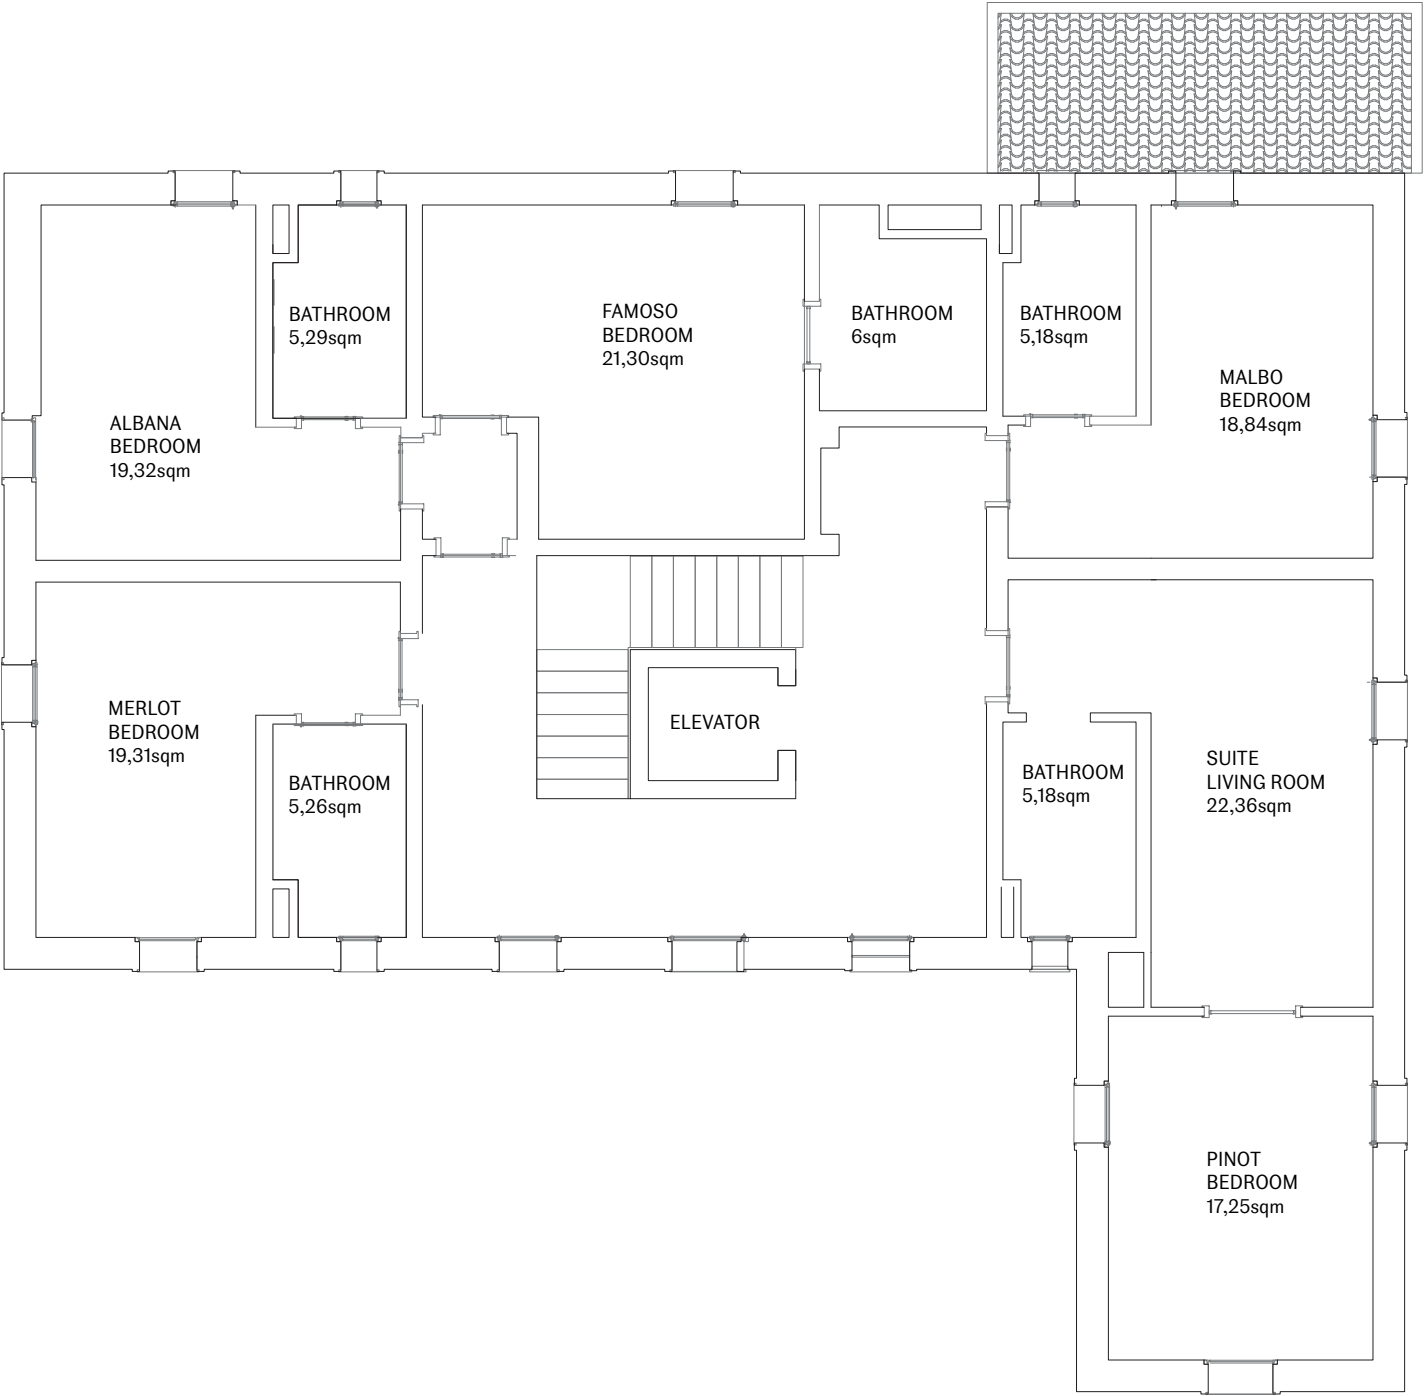 BATHROOM
5,29sqm
FAMOSO
BEDROOM
21,30sqm
BATHROOM
6sqm
BATHROOM
5,18sqm
MALBO
BEDROOM
18,84sqm
ALBANA
BEDROOM
19,32sqm
MERLOT
BEDROOM
19,31sqm
BATHROOM
5,26sqm
ELEVATOR
BATHROOM
5,18sqm
SUITE
LIVING ROOM
22,36sqm
PINOT
BEDROOM
17,25sqm